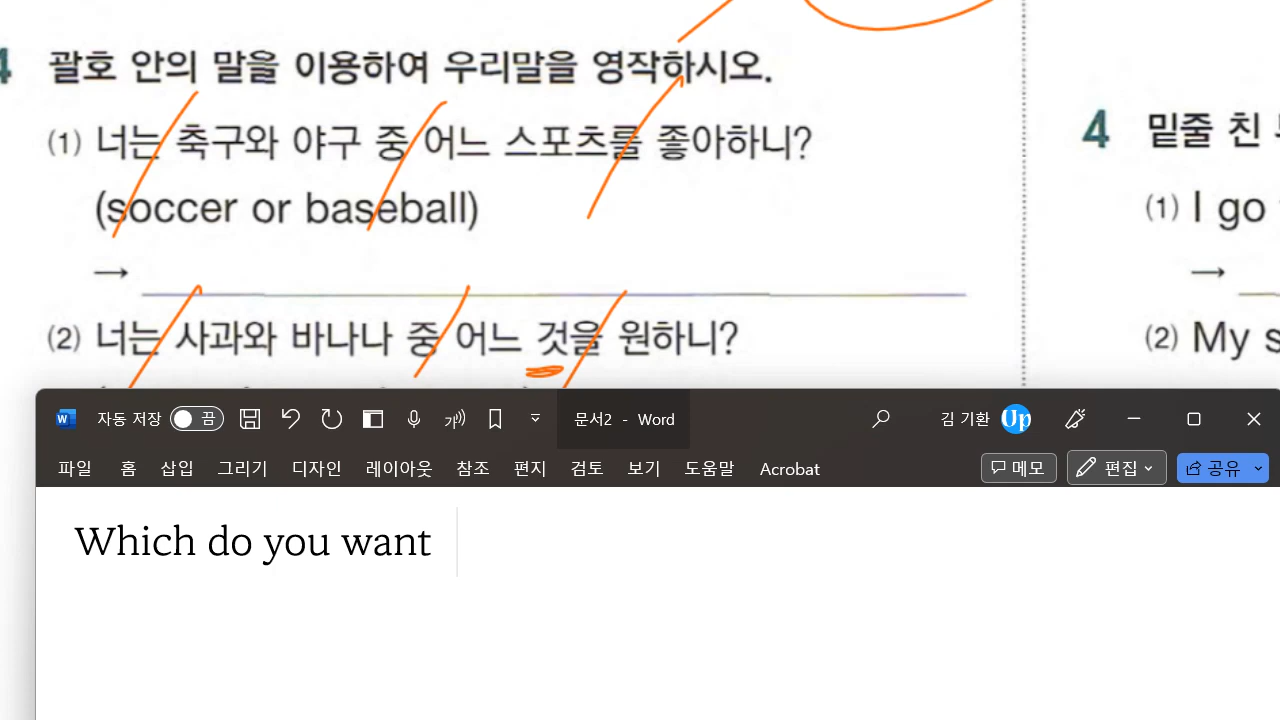 4 괄호 안의 말을 이용하여 우리말을 영작하시오.
(1) 너는 축구와 야구 중 어느 스포츠를 좋아하니?
(soccer or baseball)
→
(2) 너는 사과와 바나나 중 어느 것을 원하니?
4 밑줄 친
(1) I go
→
(2) My s
자동 저장 끔 문서2 - Word 김 기환 Up
파일 홈 삽입 그리기 디자인 레이아웃 참조 편지 검토 보기 도움말 Acrobat 메모 편집 공유
Which do you want